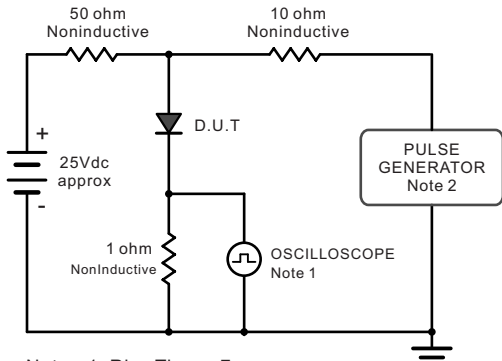 50 ohm
Noninductive
10 ohm
Noninductive
D.U.T
+
25Vdc
approx
-
PULSE
GENERATOR
Note 2
1 ohm
NonInductive
OSCILLOSCOPE
Note 1